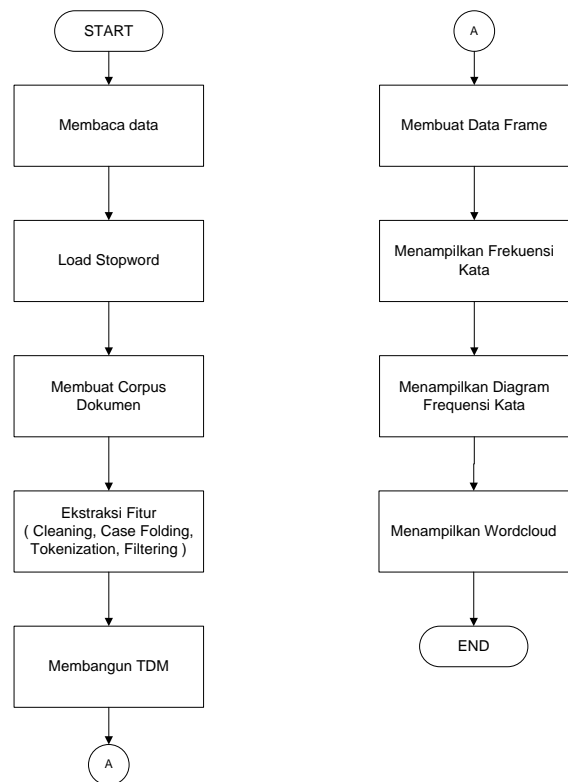 START
Membaca data
Load Stopword
Membuat Corpus
Dokumen
Ekstraksi Fitur
( Cleaning, Case Folding,
Tokenization, Filtering )
Membangun TDM
A
A
Membuat Data Frame
Menampilkan Frekuensi
Kata
Menampilkan Diagram
Frequensi Kata
Menampilkan Wordcloud
END